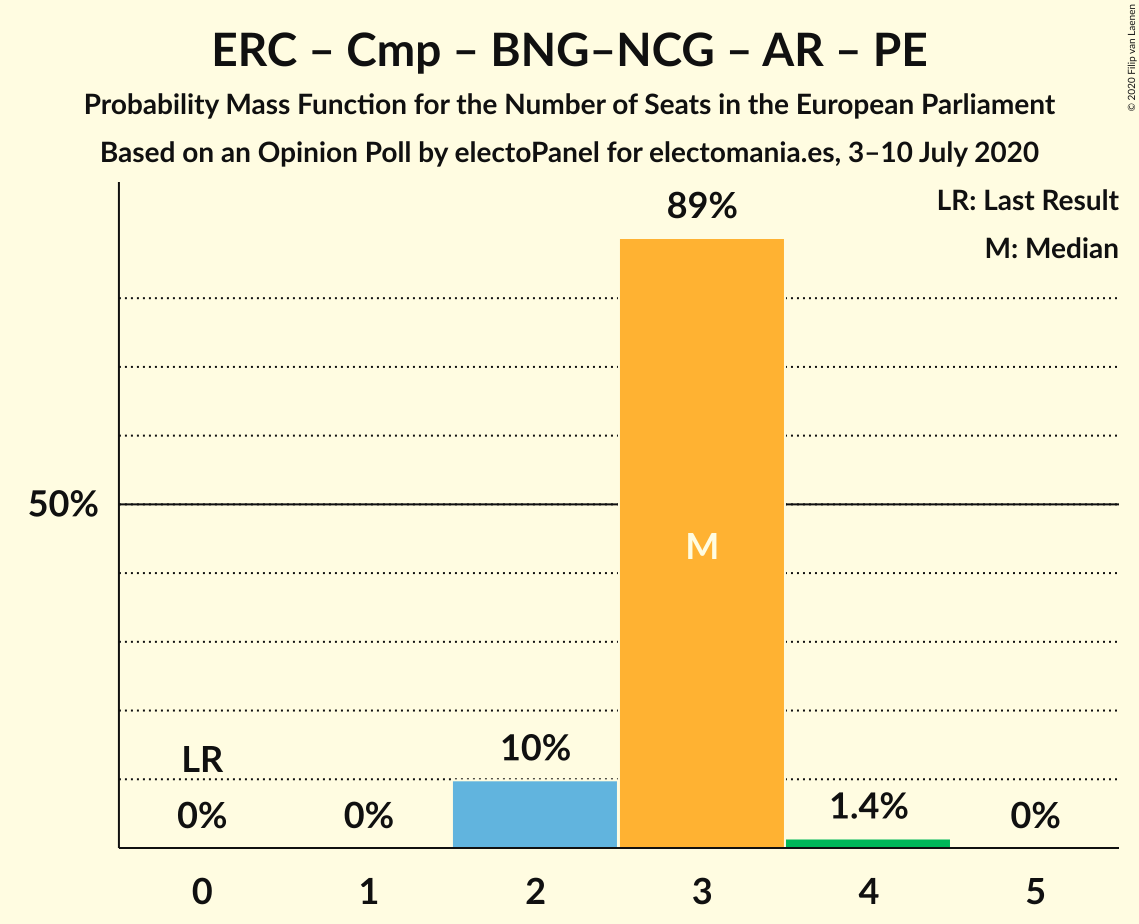 ERC – Cmp – BNG–NCG – AR – PE
Probability Mass Function for the Number of Seats in the European Parliament
Based on an Opinion Poll by electoPanel for electomania.es, 3–10 July 2020
© 2020 Filip van Laenen
LR: Last Result
M: Median
89%
50%
M
LR
10%
0%
0%
1.4%
0%
0 1 2 3 4 5